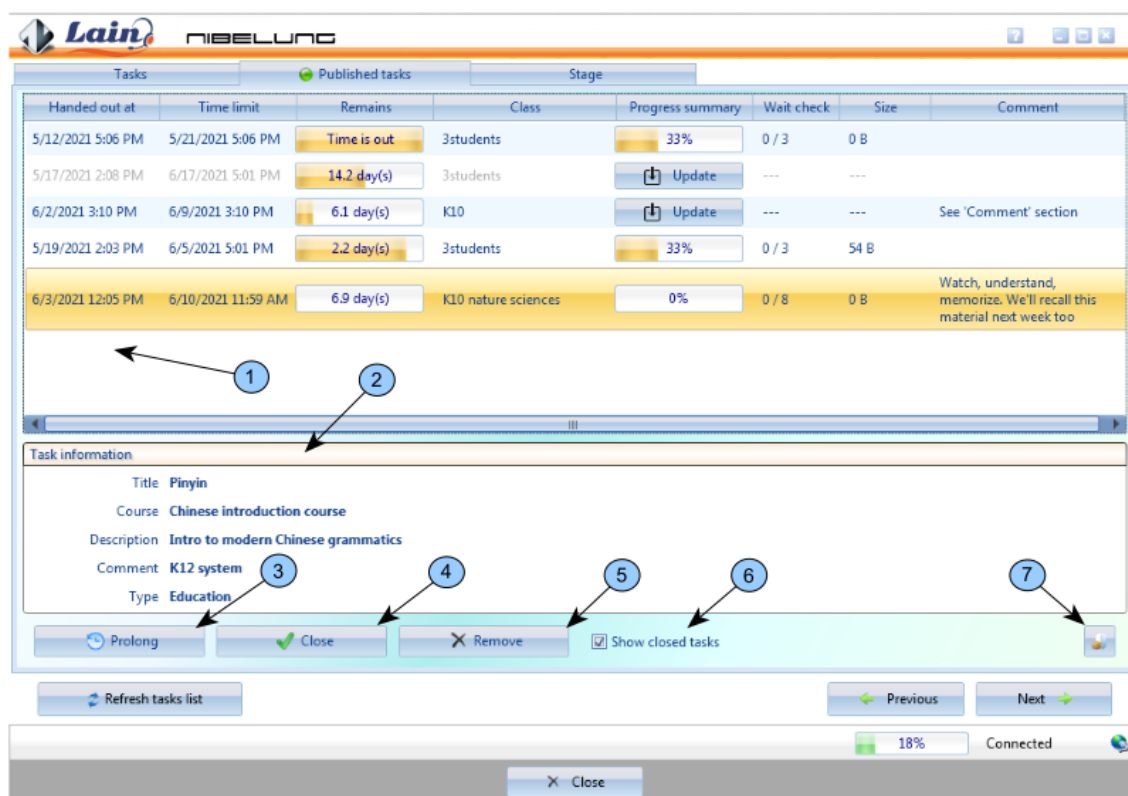 Lain
NIBELUNG
Tasks Published tasks Stage
Handed out at Time limit Remains Class Progress summary Wait check Size Comment
5/12/2021 5:06 PM 5/21/2021 5:06 PM Time is out 3students 33% 0 / 3 0 B
5/17/2021 2:08 PM 6/17/2021 5:01 PM 14.2 day(s) 3students Update --- ---
6/2/2021 3:10 PM 6/9/2021 3:10 PM 6.1 day(s) K10 Update --- --- See 'Comment' section
5/19/2021 2:03 PM 6/5/2021 5:01 PM 2.2 day(s) 3students 33% 0 / 3 54 B
6/3/2021 12:05 PM 6/10/2021 11:59 AM 6.9 day(s) K10 nature sciences 0% 0 / 8 0 B Watch, understand,
memorize. We'll recall this
material next week too
1
2
Task information
Title Pinyin
Course Chinese introduction course
Description Intro to modern Chinese grammatics
Comment K12 system
Type Education
3 4 5 6 7
Prolong Close Remove Show closed tasks
Refresh tasks list Previous Next
18% Connected
Close